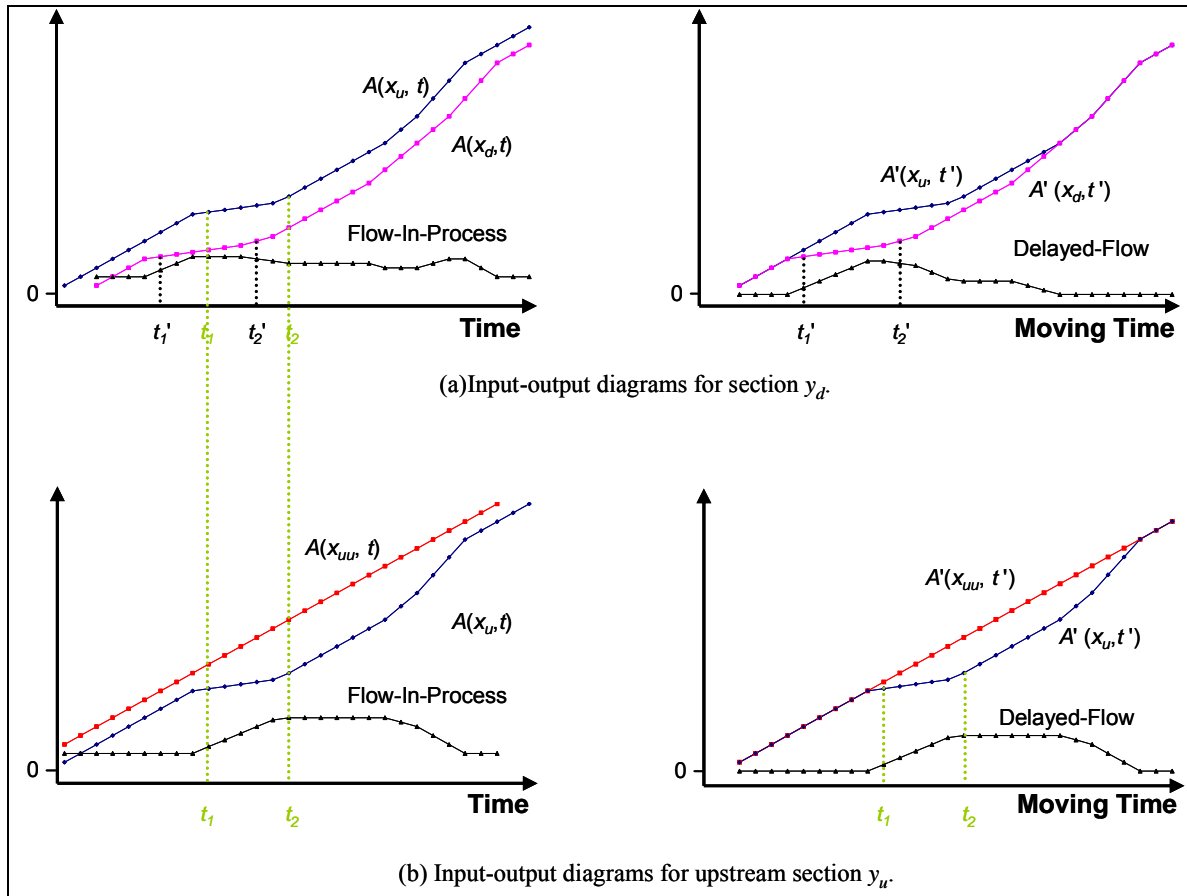 A(xu, t)
A(xd,t)
Flow-In-Process
0
t1' t1 t2' t2
Time
A'(xu, t')
A' (xd,t')
Delayed-Flow
0
t1' t2'
Moving Time
(a)Input-output diagrams for section yd.
A(xuu, t)
A(xu,t)
Flow-In-Process
0
t1 t2
Time
A'(xuu, t')
A' (xu,t')
Delayed-Flow
0
t1 t2
Moving Time
(b) Input-output diagrams for upstream section yu.